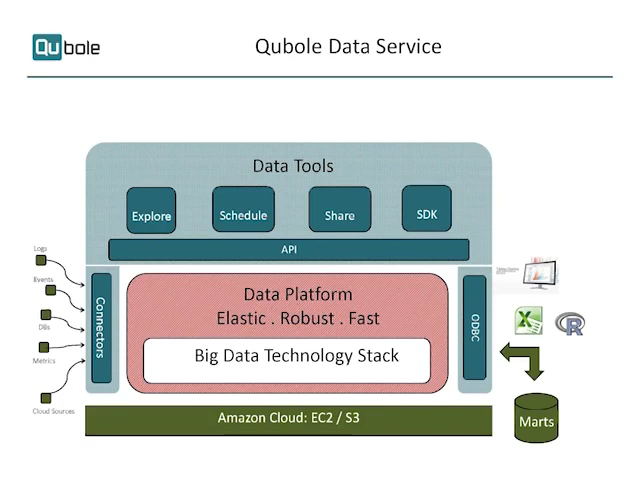 Qubole
Qubole Data Service
Data Tools
Explore
Schedule
Share
SDK
API
Logs
Events
DBs
Metrics
Cloud Sources
Connectors
Data Platform
Elastic . Robust . Fast
Big Data Technology Stack
ODBC
R
Amazon Cloud: EC2 / S3
Marts